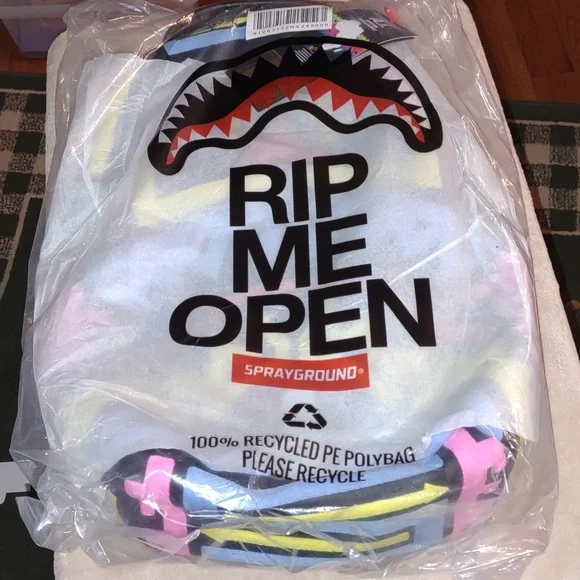 RIP
ME
OPEN
SPRAYGROUND®
100% RECYCLED PE POLYBAG
PLEASE RECYCLE